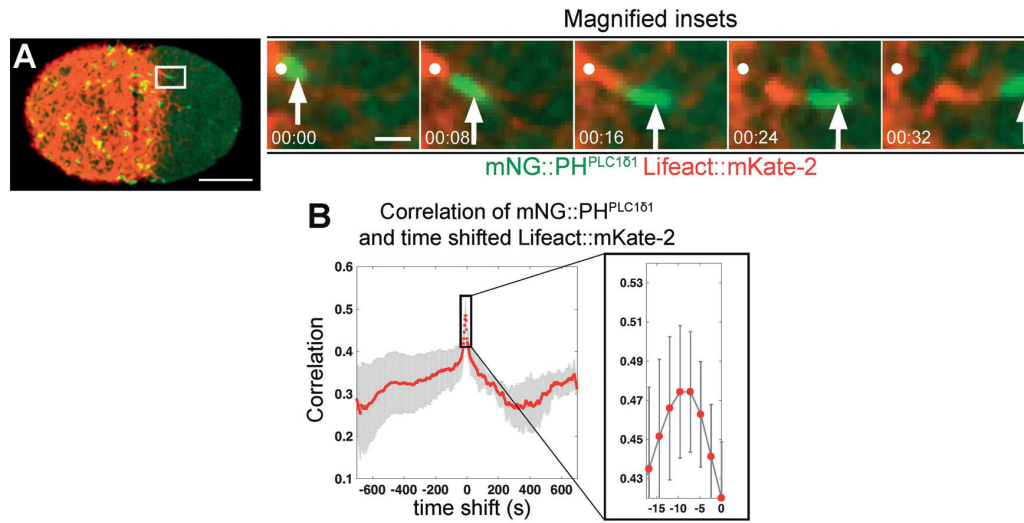 Magnified insets
A
00:00
00:08
00:16
00:24
00:32
mNG::PHᴾᴸᶜ¹ᵟ¹ Lifeact::mKate-2
B
Correlation of mNG::PHᴾᴸᶜ¹ᵟ¹
and time shifted Lifeact::mKate-2
Correlation
0.6
0.5
0.4
0.3
0.2
0.1
-600 -400 -200 0 200 400 600
time shift (s)
0.53
0.51
0.49
0.47
0.45
0.43
-15 -10 -5 0